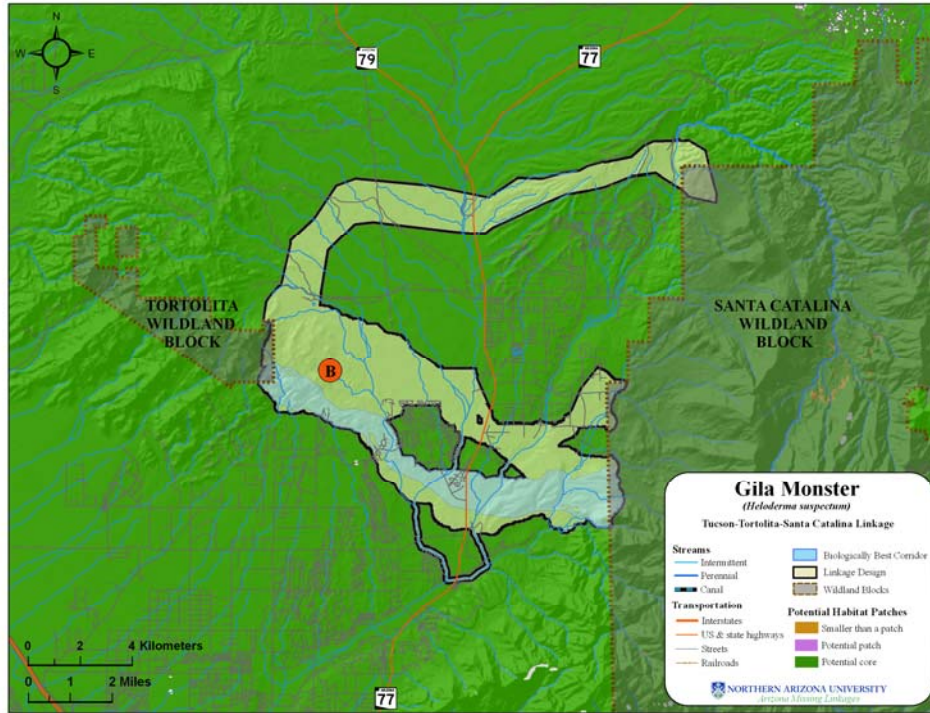 N
W
E
S
79
77
TORTOLITA
WILDLAND
BLOCK
SANTA CATALINA
WILDLAND
BLOCK
B
Gila Monster
(Heloderma suspectum)
Tucson-Tortolita-Santa Catalina Linkage
Streams
Intermittent
Perennial
Canal
Transportation
Interstates
US & state highways
Streets
Railroads
Biologically Best Corridor
Linkage Design
Wildland Blocks
Potential Habitat Patches
Smaller than a patch
Potential patch
Potential core
NORTHERN ARIZONA UNIVERSITY
Arizona Missing Linkages
0 2 4 Kilometers
0 1 2 Miles
77